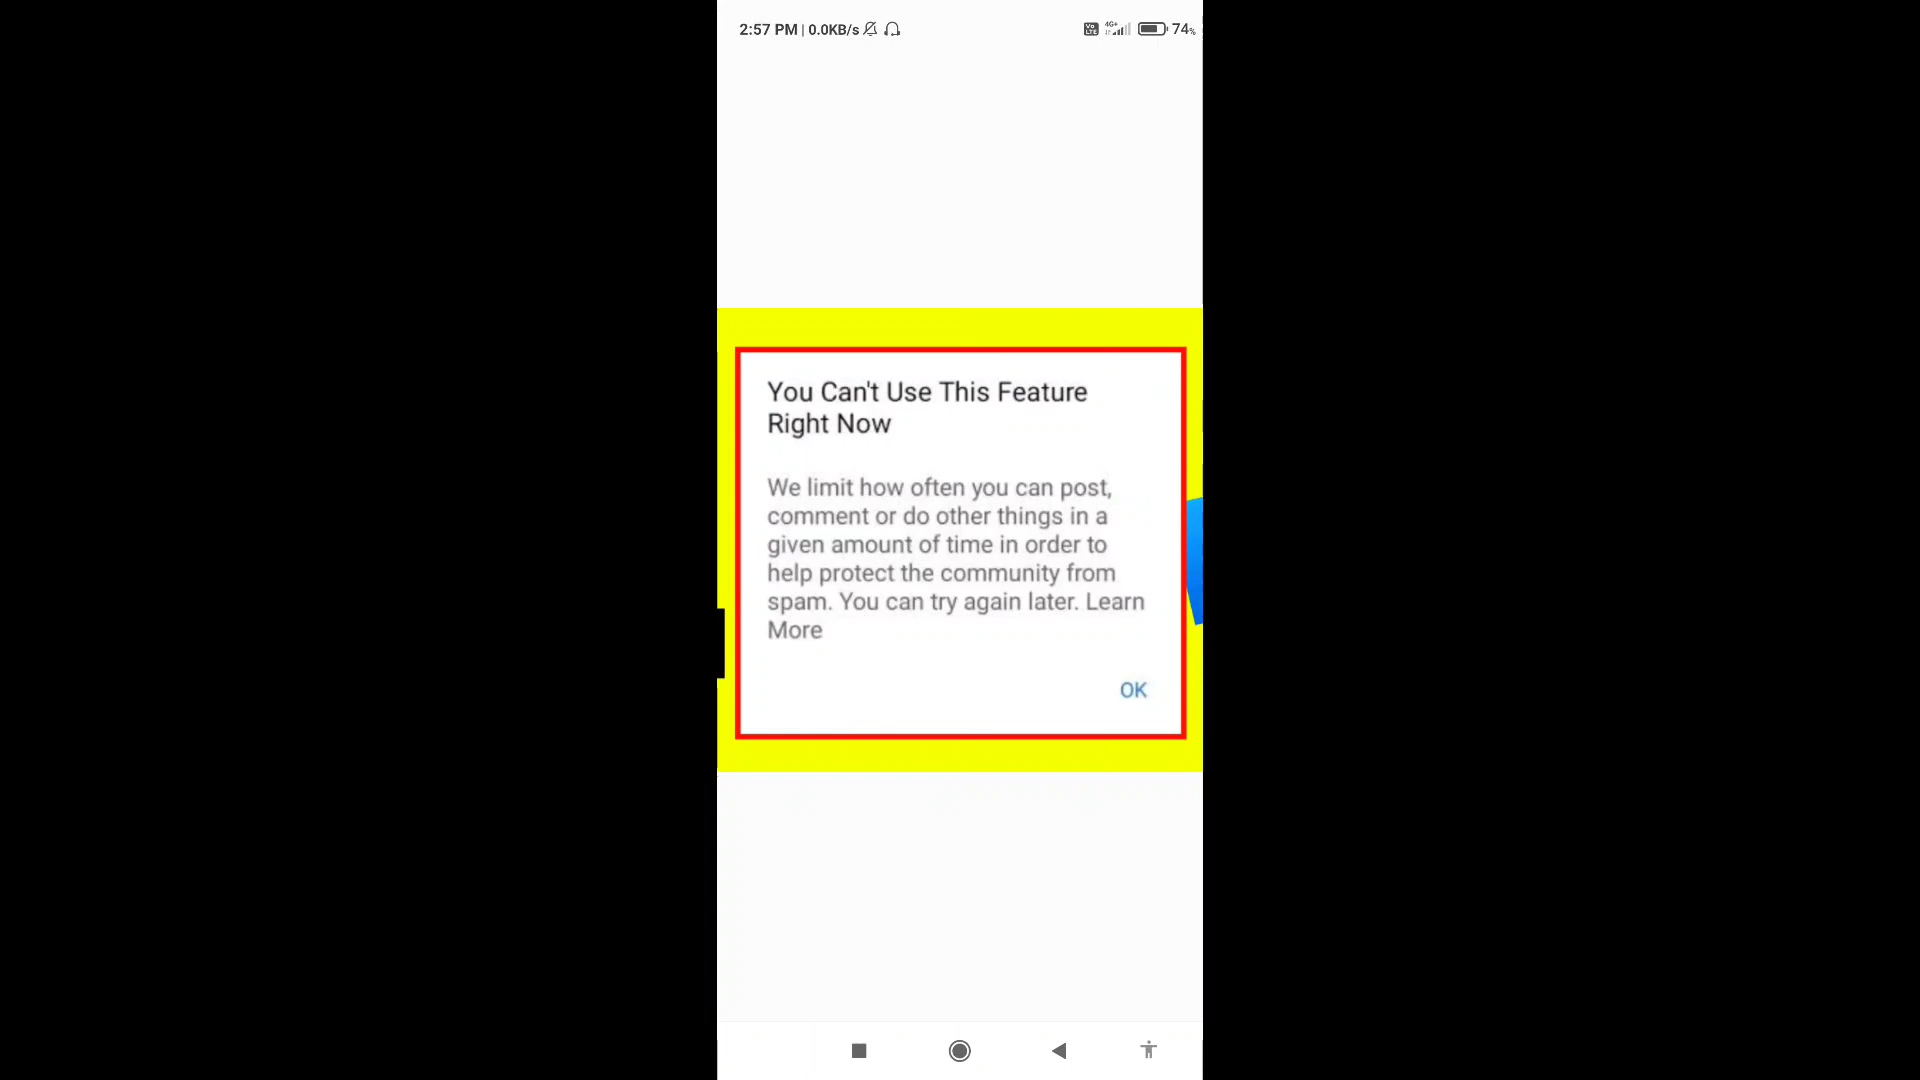 2:57 PM | 0.0KB/s 4G+ 74%
You Can't Use This Feature
Right Now
We limit how often you can post,
comment or do other things in a
given amount of time in order to
help protect the community from
spam. You can try again later. Learn
More
OK